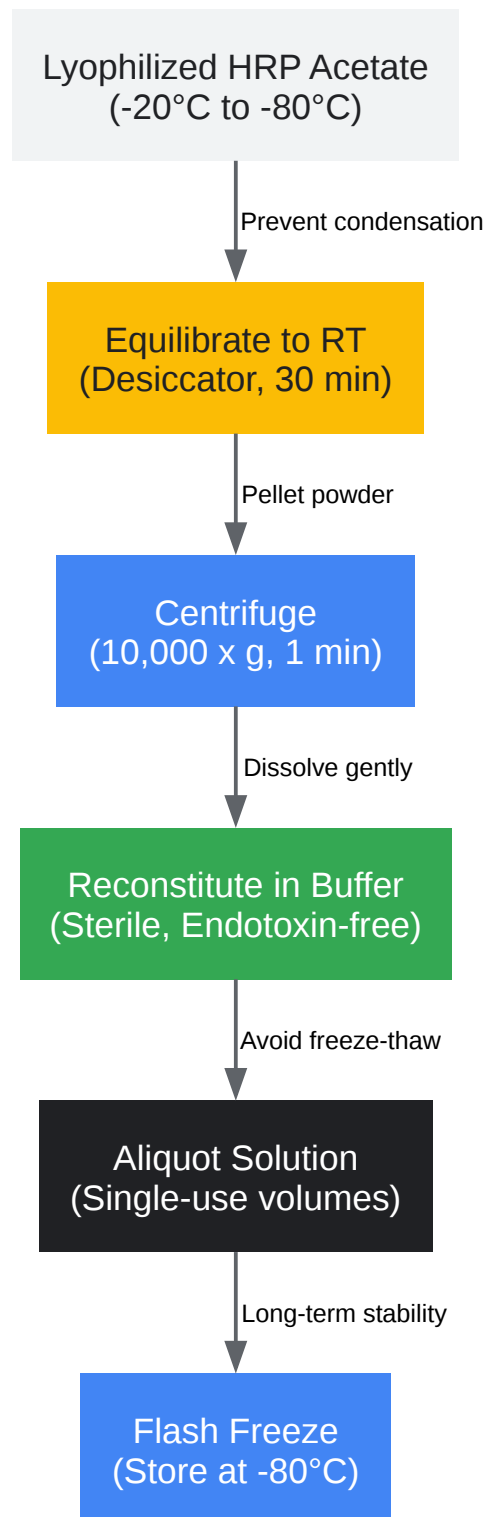 Lyophilized HRP Acetate
(-20°C to -80°C)
Prevent condensation
Equilibrate to RT
(Desiccator, 30 min)
Pellet powder
Centrifuge
(10,000 x g, 1 min)
Dissolve gently
Reconstitute in Buffer
(Sterile, Endotoxin-free)
Avoid freeze-thaw
Aliquot Solution
(Single-use volumes)
Long-term stability
Flash Freeze
(Store at -80°C)